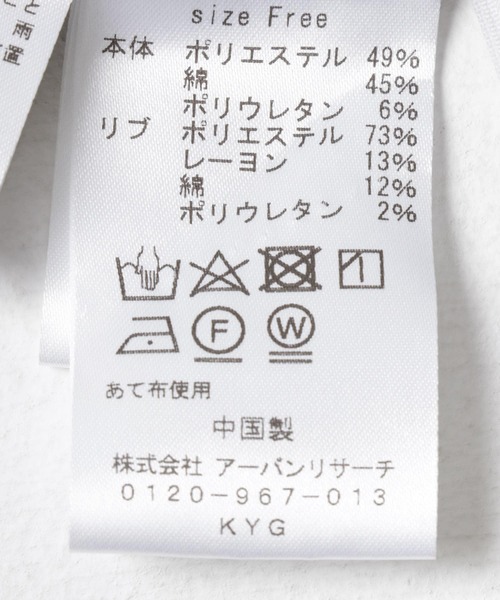 size Free
本体 ポリエステル 49%
綿 45%
ポリウレタン 6%
リブ ポリエステル 73%
レーヨン 13%
綿 12%
ポリウレタン 2%
F W
あて布使用
中国製
株式会社 アーバンリサーチ
0120-967-013
KYG